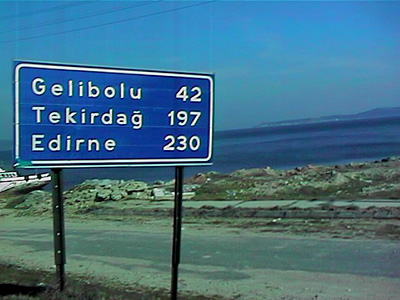 Gelibolu 42
Tekirdağ 197
Edirne 230